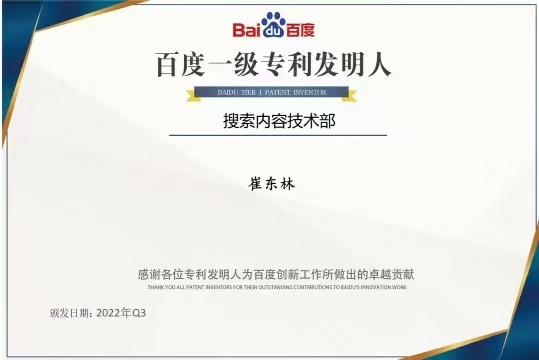 Baidu百度
百度一级专利发明人
BAIDU TIER 1 PATENT INVENTOR
搜索内容技术部
崔东林
感谢各位专利发明人为百度创新工作所做出的卓越贡献
THANK YOU ALL PATENT INVENTORS FOR THEIR OUTSTANDING CONTRIBUTIONS TO BAIDU'S INNOVATION WORK
颁发日期：2022年Q3